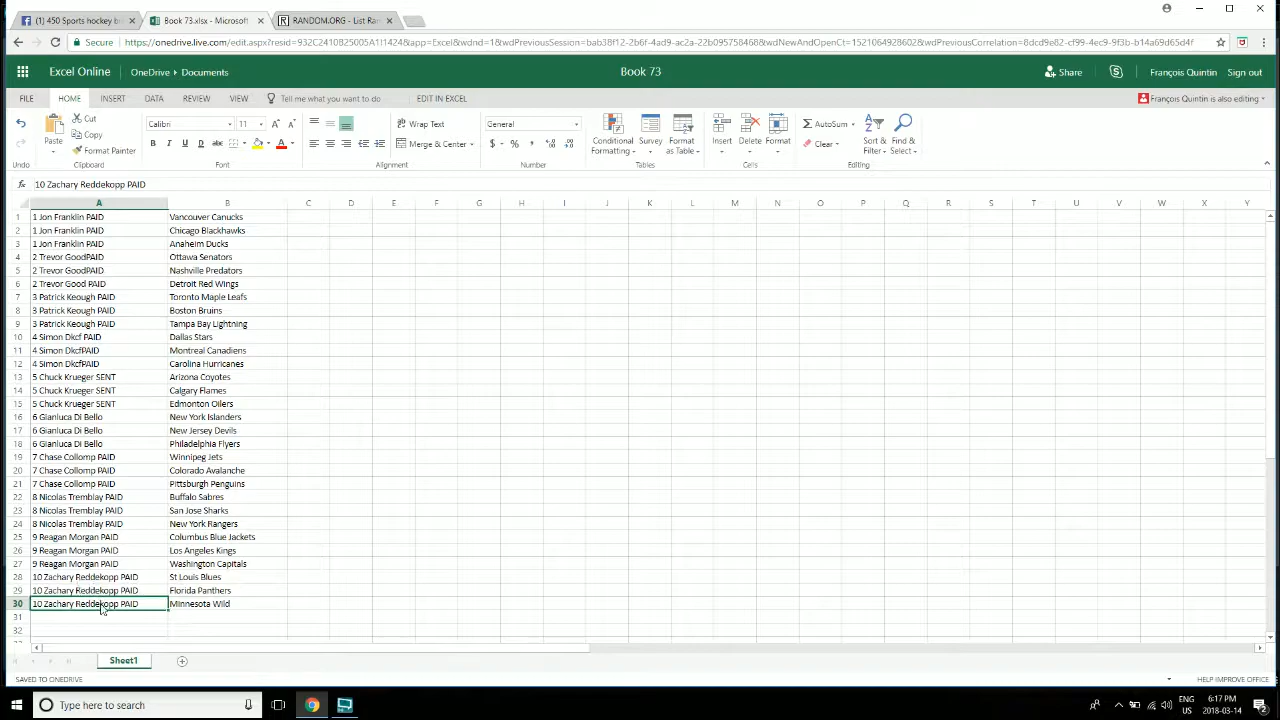 (1) 450 Sports hockey br
Book 73.xlsx - Microsoft
RANDOM.ORG - List Ran
Secure
https://onedrive.live.com/edit.aspx?resid=932C2410B25005A1!1424&app=Excel&wdnd=1&wdPreviousSession=bab38f12-2b6f-4ad9-ac2a-22b095758468&wdNewAndOpenCt=1521064928602&wdPreviousCorrelation=8dcd9e82-cf99-4ec9-9f3b-b14a69d65d4f
Excel Online OneDrive ▸ Documents Book 73 Share François Quintin Sign out
FILE HOME INSERT DATA REVIEW VIEW Tell me what you want to do EDIT IN EXCEL François Quintin is also editing
Undo
Paste Cut
Copy
Format Painter
Clipboard
Calibri 11
B I U D abc
Font
Wrap Text
Merge & Center
Alignment
General
$ %
Number
Conditional Formatting
Survey
Format as Table
Tables
Insert Delete Format
Cells
AutoSum
Clear
Sort & Filter
Find & Select
Editing
fx 10 Zachary Reddekopp PAID
A B C D E F G H I J K L M N O P Q R S T U V W X Y
1 1 Jon Franklin PAID Vancouver Canucks
2 1 Jon Franklin PAID Chicago Blackhawks
3 1 Jon Franklin PAID Anaheim Ducks
4 2 Trevor GoodPAID Ottawa Senators
5 2 Trevor GoodPAID Nashville Predators
6 2 Trevor Good PAID Detroit Red Wings
7 3 Patrick Keough PAID Toronto Maple Leafs
8 3 Patrick Keough PAID Boston Bruins
9 3 Patrick Keough PAID Tampa Bay Lightning
10 4 Simon Dkcf PAID Dallas Stars
11 4 Simon DkcfPAID Montreal Canadiens
12 4 Simon DkcfPAID Carolina Hurricanes
13 5 Chuck Krueger SENT Arizona Coyotes
14 5 Chuck Krueger SENT Calgary Flames
15 5 Chuck Krueger SENT Edmonton Oilers
16 6 Gianluca Di Bello New York Islanders
17 6 Gianluca Di Bello New Jersey Devils
18 6 Gianluca Di Bello Philadelphia Flyers
19 7 Chase Collomp PAID Winnipeg Jets
20 7 Chase Collomp PAID Colorado Avalanche
21 7 Chase Collomp PAID Pittsburgh Penguins
22 8 Nicolas Tremblay PAID Buffalo Sabres
23 8 Nicolas Tremblay PAID San Jose Sharks
24 8 Nicolas Tremblay PAID New York Rangers
25 9 Reagan Morgan PAID Columbus Blue Jackets
26 9 Reagan Morgan PAID Los Angeles Kings
27 9 Reagan Morgan PAID Washington Capitals
28 10 Zachary Reddekopp PAID St Louis Blues
29 10 Zachary Reddekopp PAID Florida Panthers
30 10 Zachary Reddekopp PAID Minnesota Wild
31
32
Sheet1
SAVED TO ONEDRIVE HELP IMPROVE OFFICE
Type here to search
ENG
US
6:17 PM
2018-03-14
2